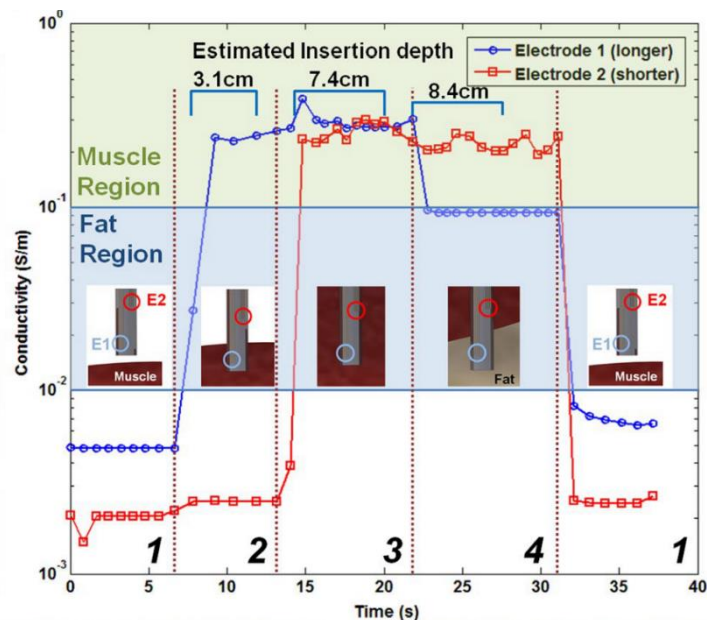 Estimated Insertion depth
3.1cm
7.4cm
8.4cm
Electrode 1 (longer)
Electrode 2 (shorter)
Muscle
Region
Fat
Region
E2
E1
Muscle
Fat
E2
E1
Muscle
1
2
3
4
1
Conductivity (S/m)
10^0
10^-1
10^-2
10^-3
0
5
10
15
20
25
30
35
40
Time (s)